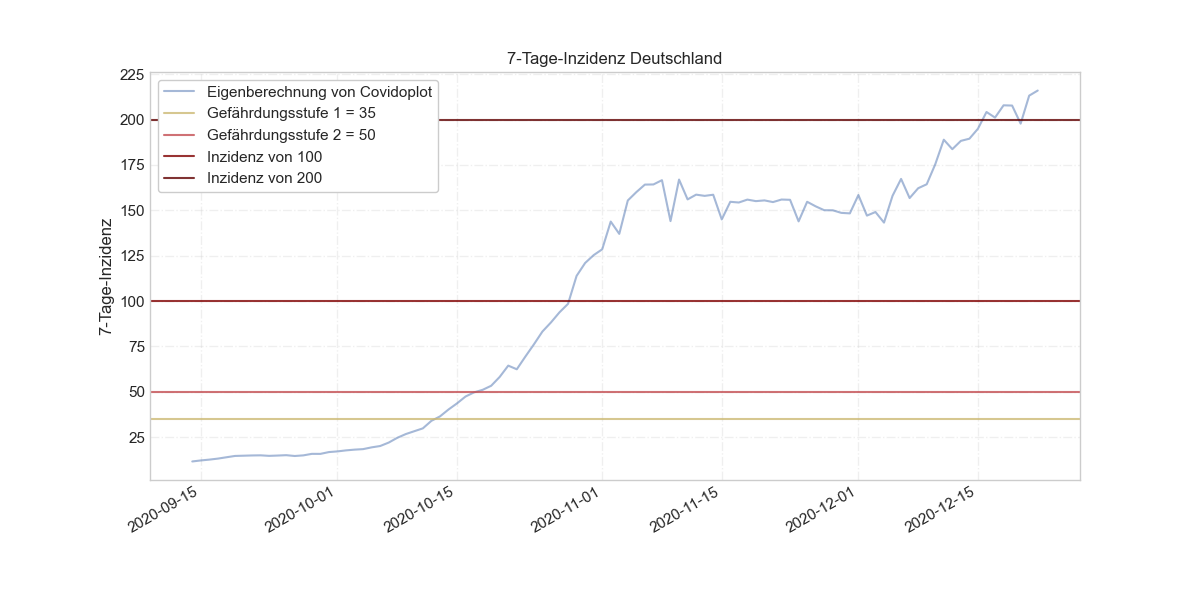 7-Tage-Inzidenz Deutschland
Eigenberechnung von Covidoplot
Gefährdungsstufe 1 = 35
Gefährdungsstufe 2 = 50
Inzidenz von 100
Inzidenz von 200
7-Tage-Inzidenz
225
200
175
150
125
100
75
50
25
2020-09-15
2020-10-01
2020-10-15
2020-11-01
2020-11-15
2020-12-01
2020-12-15